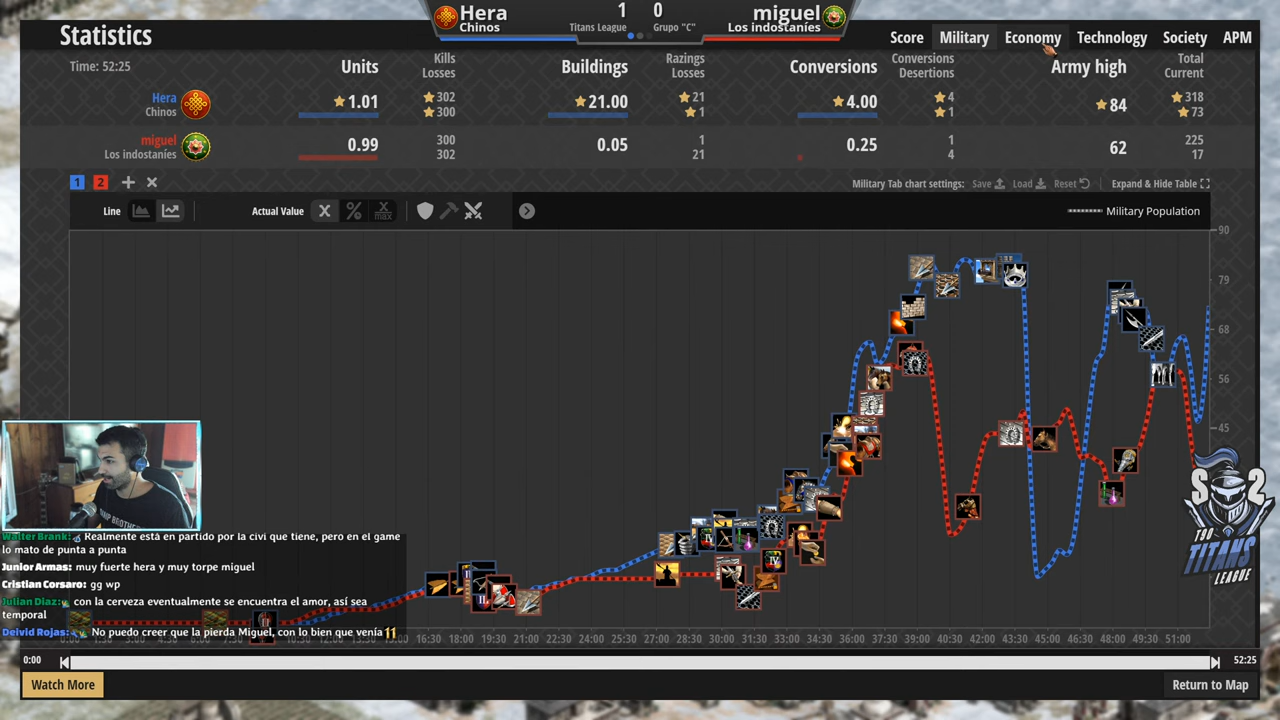 Hera
Chinos
1
0
Titans League
Grupo "C"
miguel
Los indostaníes
Statistics
Score
Military
Economy
Technology
Society
APM
Time: 52:25
Units
Kills
Losses
Buildings
Razings
Losses
Conversions
Conversions
Desertions
Army high
Total
Current
Hera
Chinos
1.01
302
300
21.00
21
1
4.00
4
1
84
318
73
miguel
Los indostaníes
0.99
300
302
0.05
1
21
0.25
1
4
62
225
17
1
2
Military Tab chart settings:
Save
Load
Reset
Expand & Hide Table
Line
Actual Value
X
%
X
max
Military Population
90
79
68
56
45
Walter Brank: Realmente está en partido por la civi que tiene, pero en el game
lo mato de punta a punta
Junior Armas: muy fuerte hera y muy torpe miguel
Cristian Corsaro: gg wp
Julian Diaz: con la cerveza eventualmente se encuentra el amor, así sea
temporal
Deivid Rojas: No puedo creer que la pierda Miguel, con lo bien que venía
16:30
18:00
19:30
21:00
22:30
24:00
25:30
27:00
28:30
30:00
31:30
33:00
34:30
36:00
37:30
39:00
40:30
42:00
43:30
45:00
46:30
48:00
49:30
51:00
S
2
T90
TITANS
LEAGUE
0:00
52:25
Watch More
Return to Map